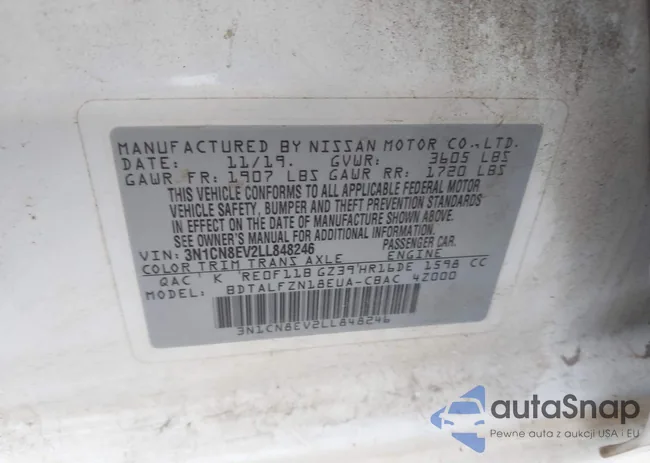 MANUFACTURED BY NISSAN MOTOR CO., LTD.
DATE: 11/19. GVWR: 3605 LBS
GAWR FR: 1907 LBS GAWR RR: 1720 LBS
THIS VEHICLE CONFORMS TO ALL APPLICABLE FEDERAL MOTOR
VEHICLE SAFETY, BUMPER AND THEFT PREVENTION STANDARDS
IN EFFECT ON THE DATE OF MANUFACTURE SHOWN ABOVE.
SEE OWNER'S MANUAL FOR ADDITIONAL INFORMATION.
VIN: 3N1CN8EV2LL848246 PASSENGER CAR.
COLOR TRIM TRANS AXLE ENGINE
QAC K RE0F11B GZ39 HR16DE 1598 CC
MODEL: BDTALFZN18EUA-CBAC 4Z000
3N1CN8EV2LL848246
autaSnap
Pewne auta z aukcji USA i EU